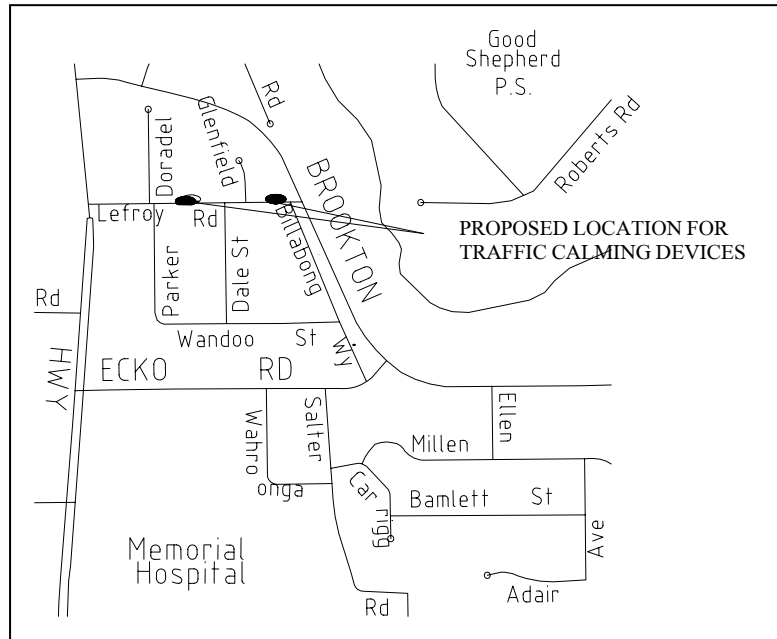 Good
Shepherd
P.S.
Rd
Glenfield
Doradel
Roberts Rd
BROOKTON
Lefroy
Rd
Billabong
PROPOSED LOCATION FOR
TRAFFIC CALMING DEVICES
Parker
Dale St
Rd
Wandoo St
Wy
HWY
ECKO RD
Ellen
Wahro
onga
Salter
Millen
Carrigg
Bamlett St
Ave
Memorial
Hospital
Adair
Rd